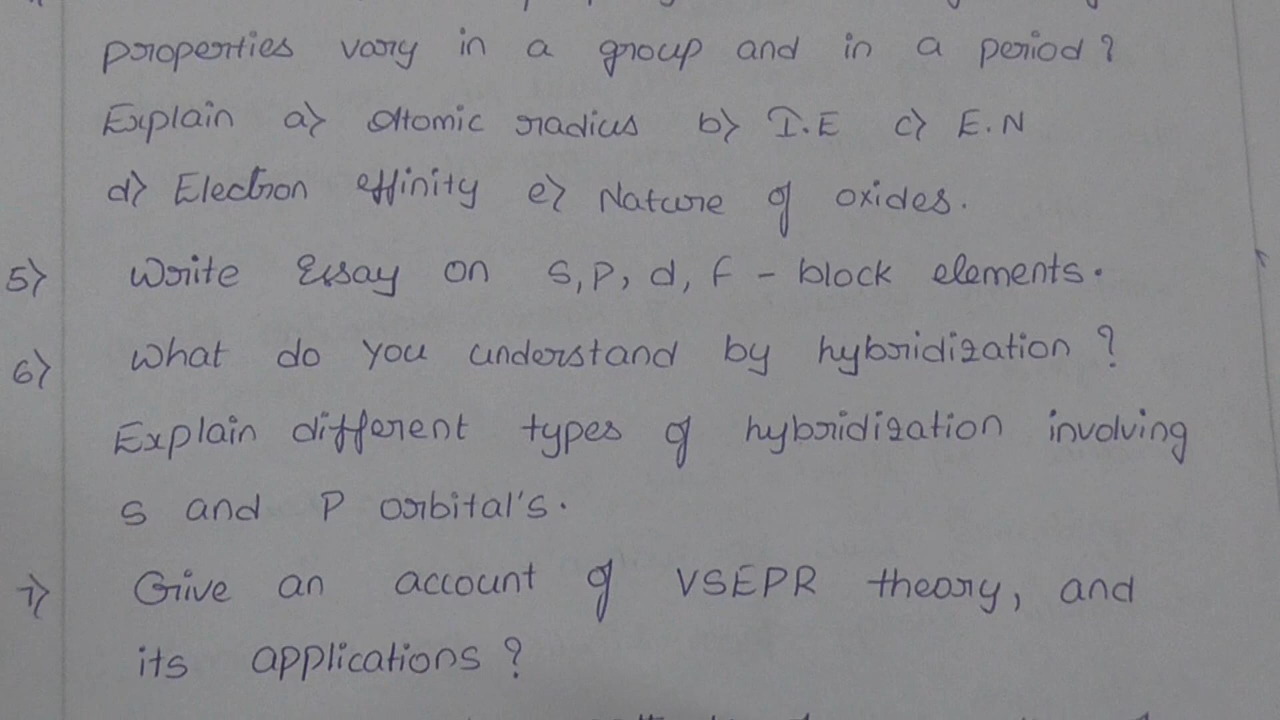 properties vary in a group and in a period?
Explain a) Atomic radius b) I.E c) E.N
d) Electron effinity e) Nature of oxides.
5) Write Essay on s, p, d, f - block elements.
6) What do you understand by hybridization ?
Explain different types of hybridization involving
s and P orbital's.
7) Give an account of VSEPR theory, and
its applications ?